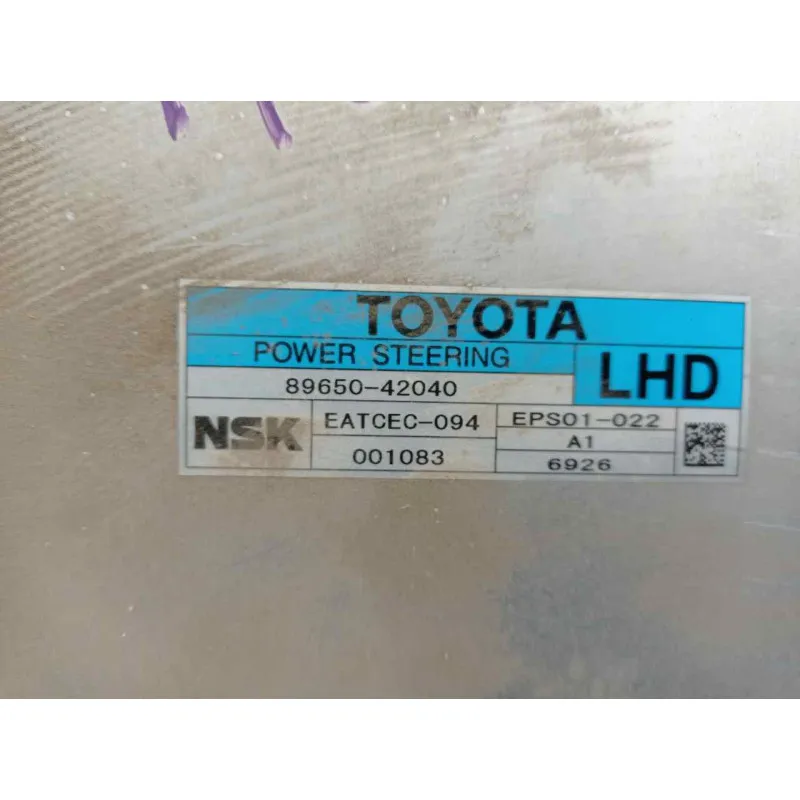 TOYOTA
POWER STEERING
LHD
89650-42040
NSK
EATCEC-094
EPS01-022
A1
001083
6926